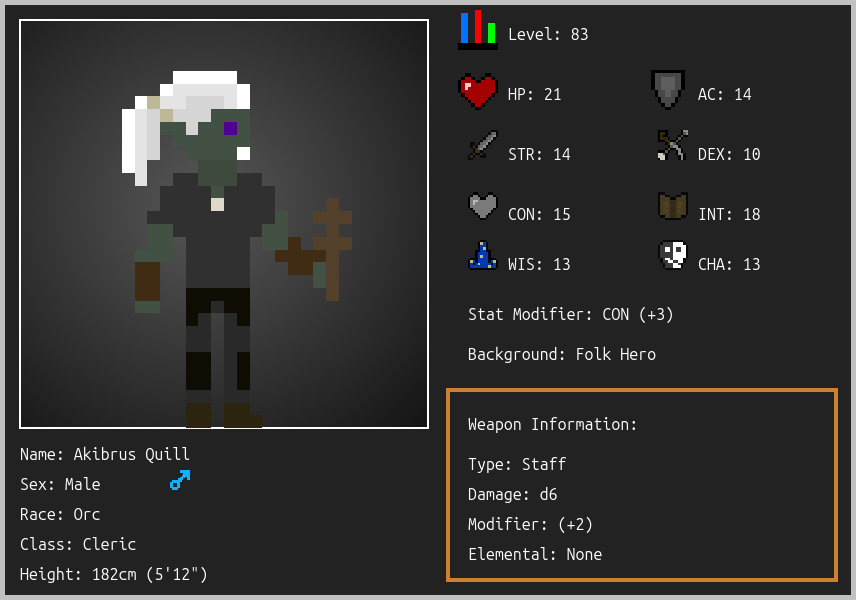 Level: 83
HP: 21
AC: 14
STR: 14
DEX: 10
CON: 15
INT: 18
WIS: 13
CHA: 13
Stat Modifier: CON (+3)
Background: Folk Hero
Weapon Information:
Type: Staff
Damage: d6
Modifier: (+2)
Elemental: None
Name: Akibrus Quill
Sex: Male
Race: Orc
Class: Cleric
Height: 182cm (5'12")